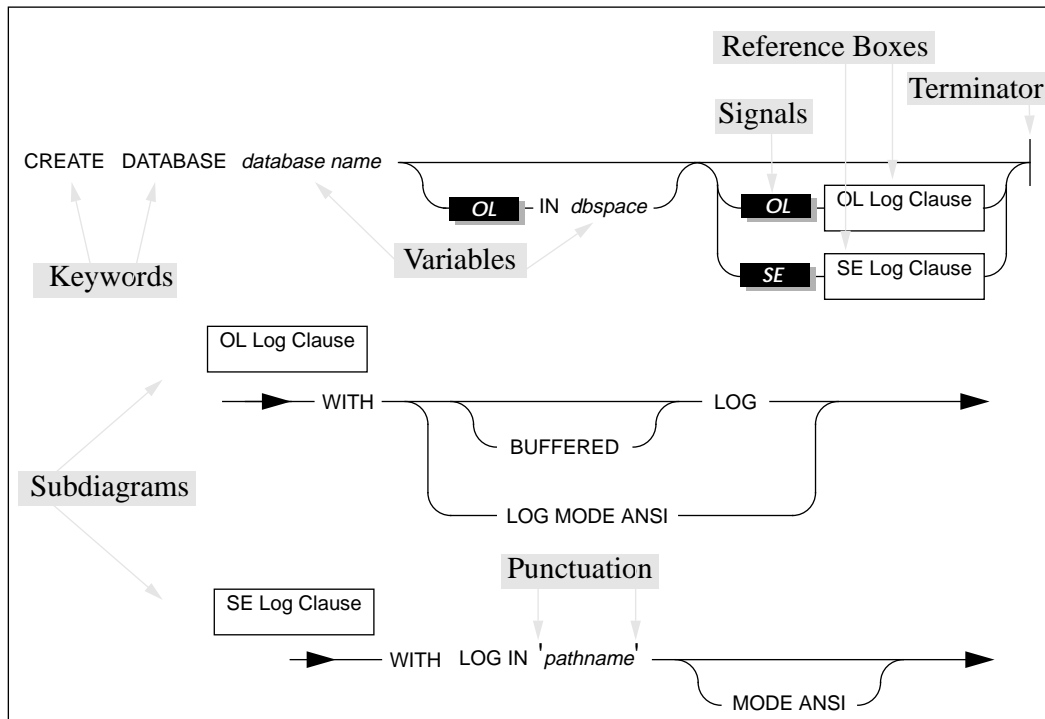 Reference Boxes
Terminator
Signals
CREATE DATABASE database name
OL IN dbspace
OL OL Log Clause
SE SE Log Clause
Keywords
Variables
OL Log Clause
WITH LOG
BUFFERED
LOG MODE ANSI
Subdiagrams
Punctuation
SE Log Clause
WITH LOG IN 'pathname'
MODE ANSI